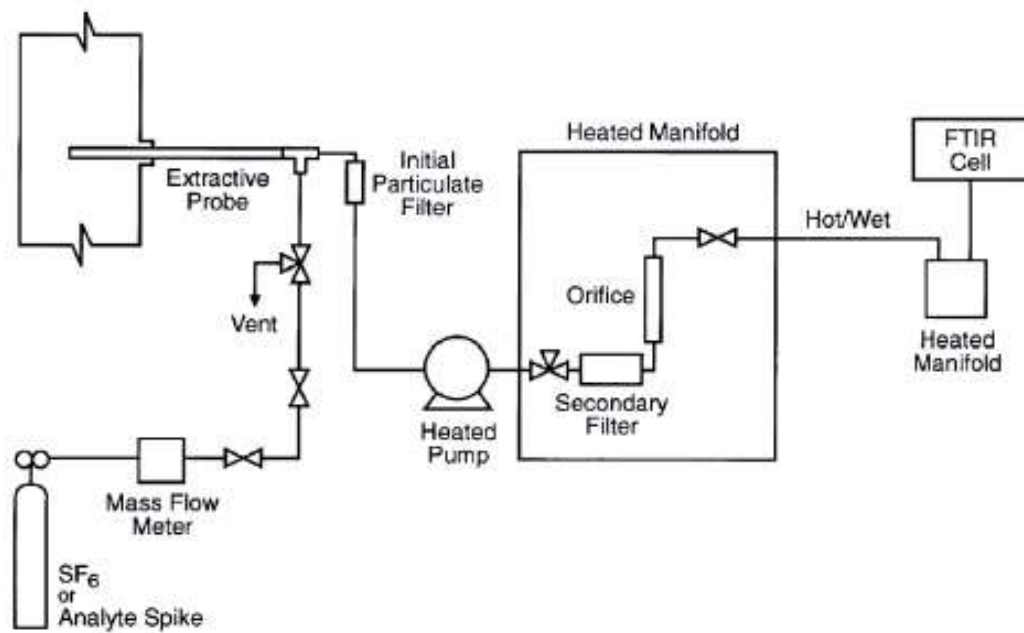 Extractive
Probe
Initial
Particulate
Filter
Heated Manifold
FTIR
Cell
Hot/Wet
Orifice
Heated
Manifold
Vent
Secondary
Filter
Heated
Pump
Mass Flow
Meter
SF6
or
Analyte Spike